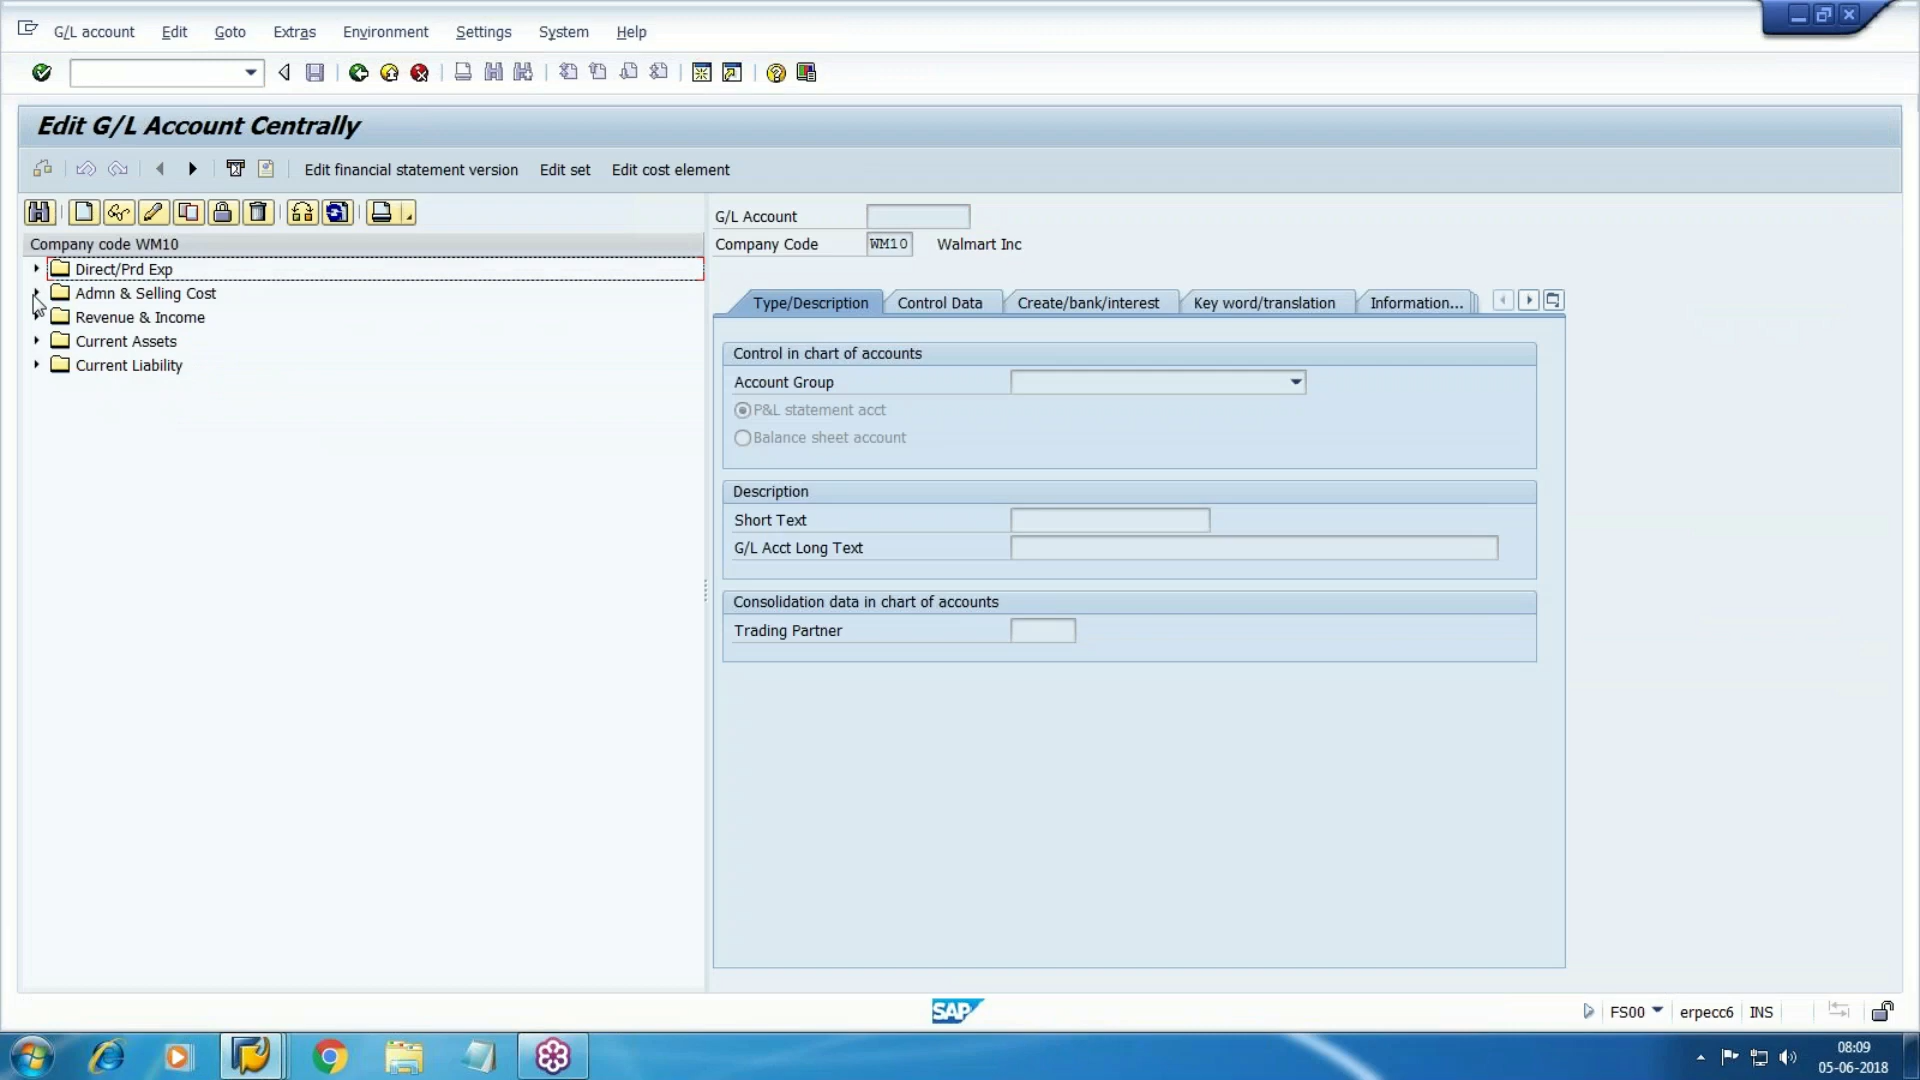 G/L account Edit Goto Extras Environment Settings System Help
Edit G/L Account Centrally
Edit financial statement version Edit set Edit cost element
Company code WM10
Direct/Prd Exp
Admn & Selling Cost
Revenue & Income
Current Assets
Current Liability
G/L Account
Company Code WM10 Walmart Inc
Type/Description Control Data Create/bank/interest Key word/translation Information...
Control in chart of accounts
Account Group
P&L statement acct
Balance sheet account
Description
Short Text
G/L Acct Long Text
Consolidation data in chart of accounts
Trading Partner
SAP
FS00 erpecc6 INS
08:09
05-06-2018